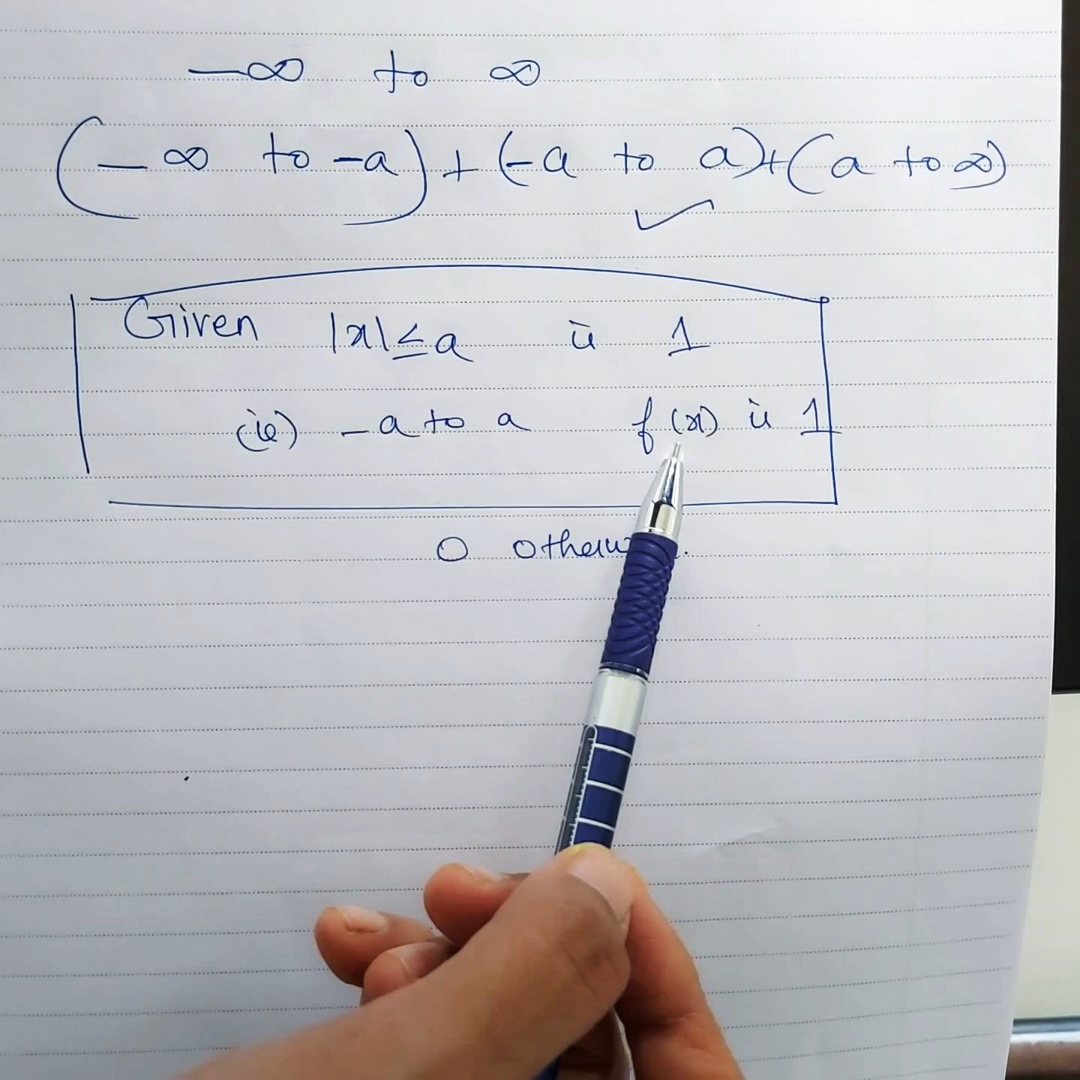 −∞ to ∞
(−∞ to −a) + (−a to a) + (a to ∞)
Given |x| ≤ a is 1
(ie) −a to a f(x) is 1
0